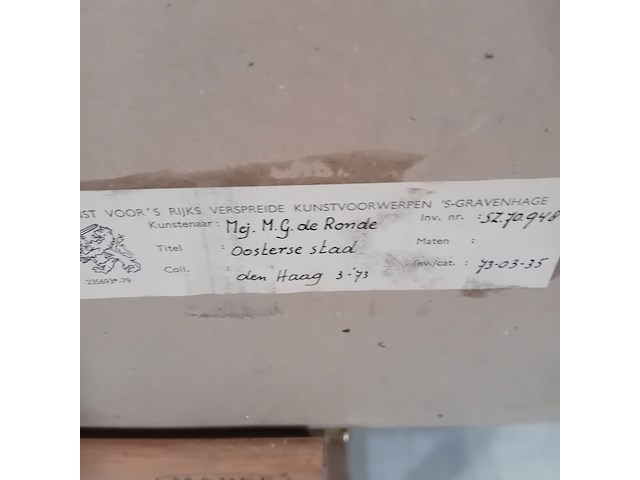 VOOR'S RIJKS VERSPREIDE KUNSTVOORWERPEN 'S-GRAVENHAGE
Kunstenaar : Mej. M.G. de Ronde Inv. nr. : SZ.70.948
Titel : Oosterse stad Maten :
Coll. : den Haag 3-'73 Inv./cat. : 73-03-35